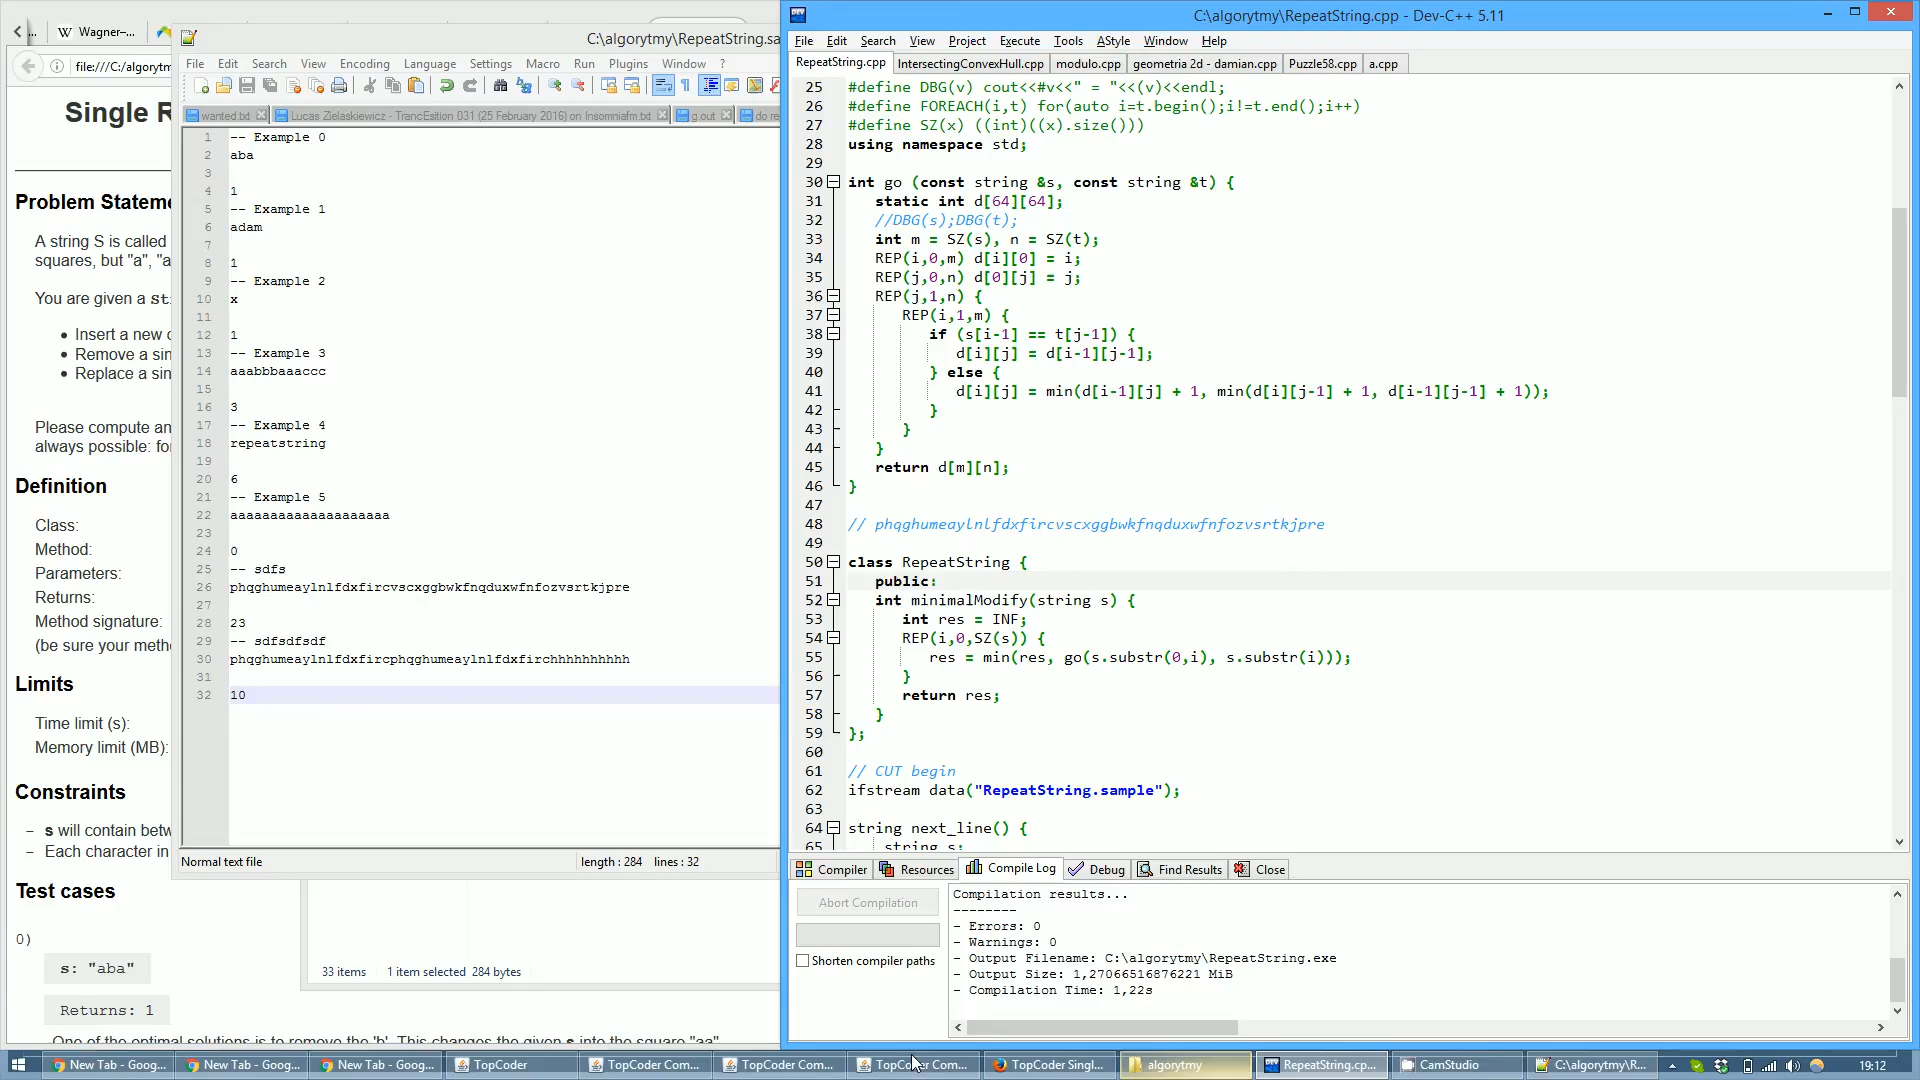 Wagner–...
file:///C:/algorytm
Single R
Problem Stateme
A string S is called
squares, but "a", "a
You are given a st
Insert a new c
Remove a sin
Replace a sin
Please compute an
always possible: fo
Definition
Class:
Method:
Parameters:
Returns:
Method signature:
(be sure your meth
Limits
Time limit (s):
Memory limit (MB):
Constraints
– s will contain betw
– Each character in
Test cases
0)
s: "aba"
Returns: 1
One of the optimal solutions is to remove the 'b'. This changes the given s into the square "aa"
C:\algorytmy\RepeatString.sa
File Edit Search View Encoding Language Settings Macro Run Plugins Window ?
wanted.txt Lucas Zielaskiewicz - TrancEsition 031 (25 February 2016) on Insomniafm.txt g.out do re
1 -- Example 0
2 aba
3
4 1
5 -- Example 1
6 adam
7
8 1
9 -- Example 2
10 x
11
12 1
13 -- Example 3
14 aaabbbaaaccc
15
16 3
17 -- Example 4
18 repeatstring
19
20 6
21 -- Example 5
22 aaaaaaaaaaaaaaaaaaaa
23
24 0
25 -- sdfs
26 phqghumeaylnlfdxfircvscxggbwkfnqduxwfnfozvsrtkjpre
27
28 23
29 -- sdfsdfsdf
30 phqghumeaylnlfdxfircphqghumeaylnlfdxfirchhhhhhhhhh
31
32 10
Normal text file length : 284 lines : 32
33 items 1 item selected 284 bytes
C:\algorytmy\RepeatString.cpp - Dev-C++ 5.11
File Edit Search View Project Execute Tools AStyle Window Help
RepeatString.cpp IntersectingConvexHull.cpp modulo.cpp geometria 2d - damian.cpp Puzzle58.cpp a.cpp
25 #define DBG(v) cout<<#v<<" = "<<(v)<<endl;
26 #define FOREACH(i,t) for(auto i=t.begin();i!=t.end();i++)
27 #define SZ(x) ((int)((x).size()))
28 using namespace std;
29
30 int go (const string &s, const string &t) {
31 static int d[64][64];
32 //DBG(s);DBG(t);
33 int m = SZ(s), n = SZ(t);
34 REP(i,0,m) d[i][0] = i;
35 REP(j,0,n) d[0][j] = j;
36 REP(j,1,n) {
37 REP(i,1,m) {
38 if (s[i-1] == t[j-1]) {
39 d[i][j] = d[i-1][j-1];
40 } else {
41 d[i][j] = min(d[i-1][j] + 1, min(d[i][j-1] + 1, d[i-1][j-1] + 1));
42 }
43 }
44 }
45 return d[m][n];
46 }
47
48 // phqghumeaylnlfdxfircvscxggbwkfnqduxwfnfozvsrtkjpre
49
50 class RepeatString {
51 public:
52 int minimalModify(string s) {
53 int res = INF;
54 REP(i,0,SZ(s)) {
55 res = min(res, go(s.substr(0,i), s.substr(i)));
56 }
57 return res;
58 }
59 };
60
61 // CUT begin
62 ifstream data("RepeatString.sample");
63
64 string next_line() {
65 string s;
Compiler Resources Compile Log Debug Find Results Close
Abort Compilation
Shorten compiler paths
Compilation results...
--------
- Errors: 0
- Warnings: 0
- Output Filename: C:\algorytmy\RepeatString.exe
- Output Size: 1,27066516876221 MiB
- Compilation Time: 1,22s
New Tab - Goog... New Tab - Goog... New Tab - Goog... TopCoder TopCoder Com... TopCoder Com... TopCoder Com... TopCoder Singl... algorytmy RepeatString.cp... CamStudio C:\algorytmy\R... 19:12